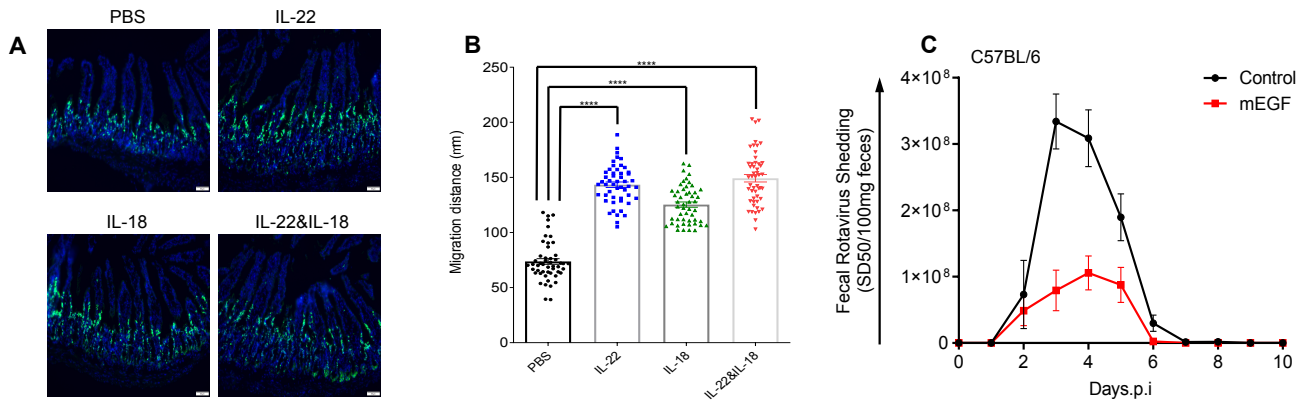 A
PBS
IL-22
IL-18
IL-22&IL-18
B
Migration distance (nm)
250
200
150
100
50
0
****
****
****
PBS
IL-22
IL-18
IL-22&IL-18
C
C57BL/6
Control
mEGF
Fecal Rotavirus Shedding
(SD50/100mg feces)
4×10⁸
3×10⁸
2×10⁸
1×10⁸
0
0 2 4 6 8 10
Days.p.i